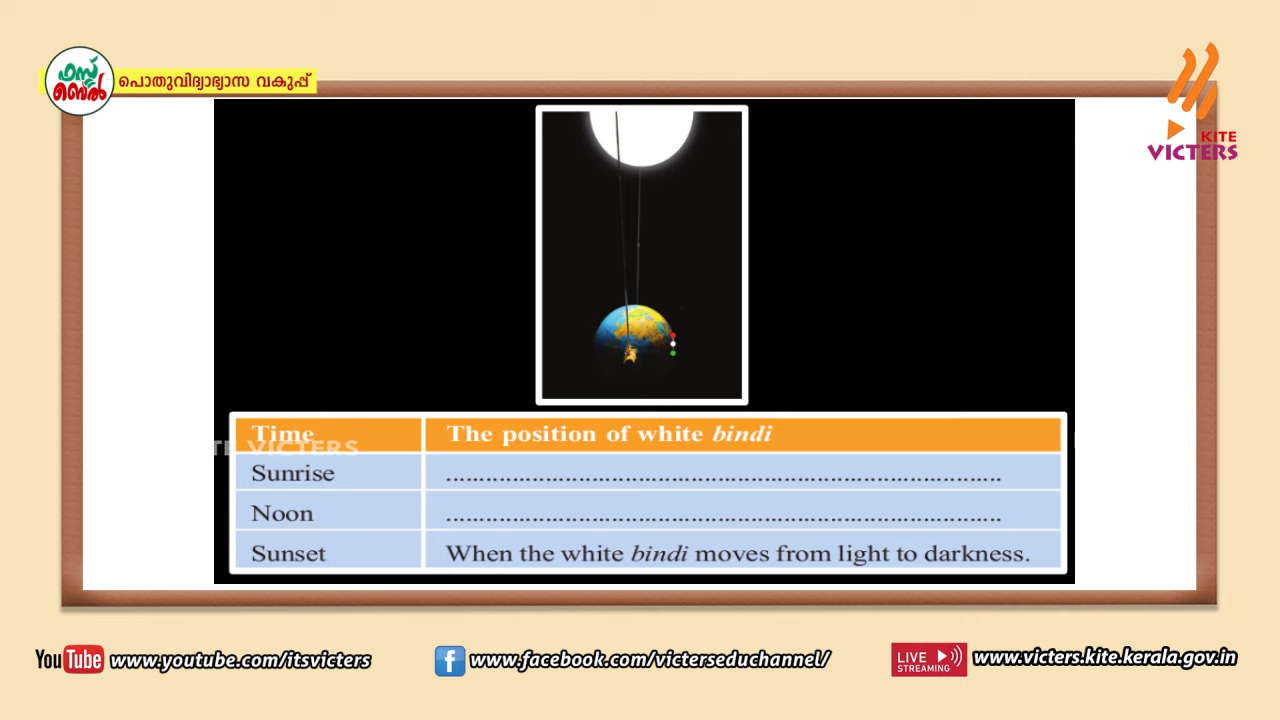 ഫസ്റ്റ്
ബെൽ
പൊതുവിദ്യാഭ്യാസ വകുപ്പ്
KITE
VICTERS
Time
The position of white bindi
TE VICTERS
Sunrise
................................................................................
Noon
................................................................................
Sunset
When the white bindi moves from light to darkness.
YouTube www.youtube.com/itsvicters
f www.facebook.com/victerseduchannel/
LIVE
STREAMING
www.victers.kite.kerala.gov.in